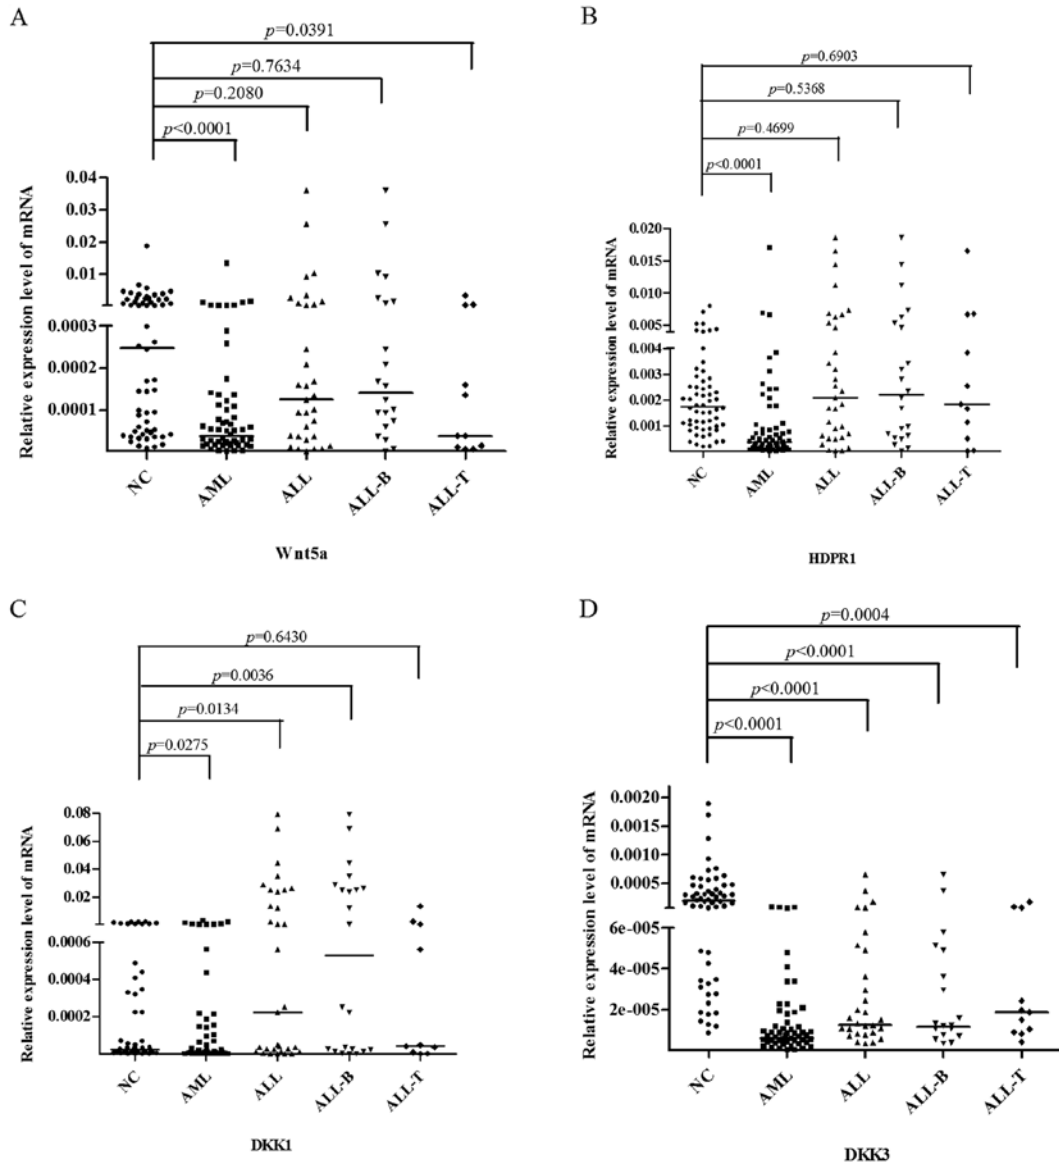 A
p=0.0391
p=0.7634
p=0.2080
p<0.0001
Relative expression level of mRNA
0.04
0.03
0.02
0.01
0.0003
0.0002
0.0001
NC
AML
ALL
ALL-B
ALL-T
Wnt5a
B
p=0.6903
p=0.5368
p=0.4699
p<0.0001
Relative expression level of mRNA
0.020
0.015
0.010
0.005
0.004
0.003
0.002
0.001
NC
AML
ALL
ALL-B
ALL-T
HDPR1
C
p=0.6430
p=0.0036
p=0.0134
p=0.0275
Relative expression level of mRNA
0.08
0.06
0.04
0.02
0.0006
0.0004
0.0002
NC
AML
ALL
ALL-B
ALL-T
DKK1
D
p=0.0004
p<0.0001
p<0.0001
p<0.0001
Relative expression level of mRNA
0.0020
0.0015
0.0010
0.0005
6e-005
4e-005
2e-005
NC
AML
ALL
ALL-B
ALL-T
DKK3